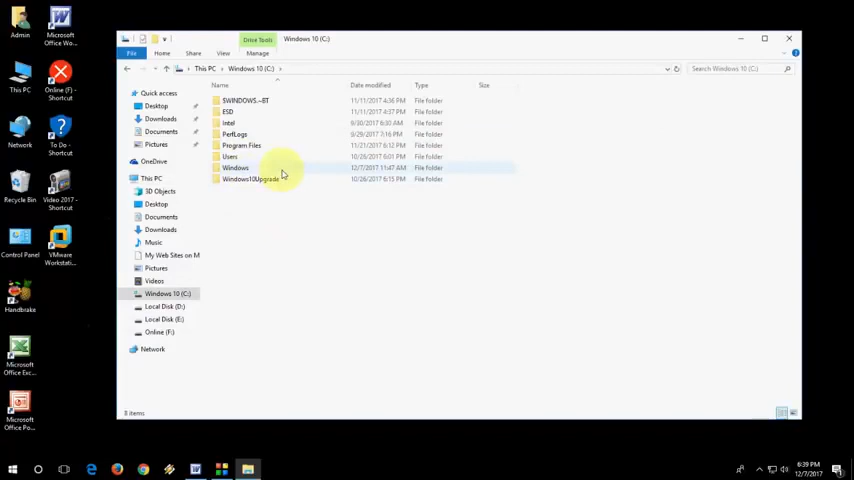 Admin
Microsoft
Office Wo...
This PC
Online (F) -
Shortcut
Network
To Do -
Shortcut
Recycle Bin
Video 2017 -
Shortcut
Control Panel
VMware
Workstati...
Handbrake
Microsoft
Office Exc...
Microsoft
Office Po...
Drive Tools
Windows 10 (C:)
File
Home
Share
View
Manage
This PC
Windows 10 (C:)
Search Windows 10 (C:)
Quick access
Desktop
Downloads
Documents
Pictures
OneDrive
This PC
3D Objects
Desktop
Documents
Downloads
Music
My Web Sites on M
Pictures
Videos
Windows 10 (C:)
Local Disk (D:)
Local Disk (E:)
Online (F:)
Network
Name Date modified Type Size
$WINDOWS.~BT 11/11/2017 4:36 PM File folder
ESD 11/11/2017 4:37 PM File folder
Intel 9/30/2017 6:30 AM File folder
PerfLogs 9/29/2017 7:16 PM File folder
Program Files 11/21/2017 6:12 PM File folder
Users 10/26/2017 6:01 PM File folder
Windows 12/7/2017 11:47 AM File folder
Windows10Upgrade 10/26/2017 6:15 PM File folder
8 items
6:39 PM
12/7/2017